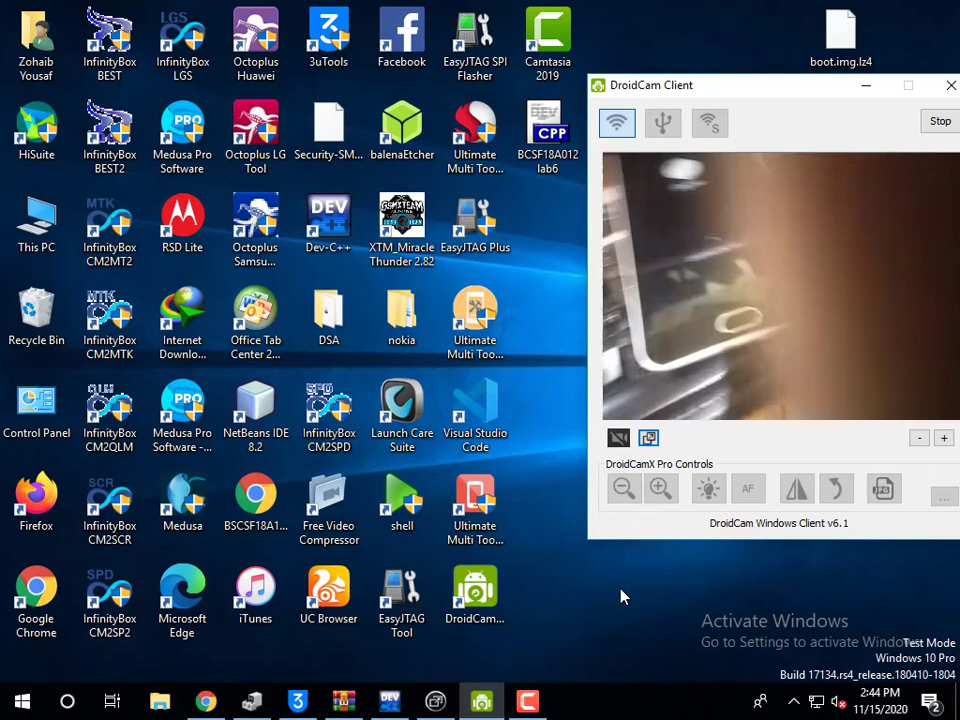 Zohaib
Yousaf
InfinityBox
BEST
LGS
InfinityBox
LGS
Octoplus
Huawei
3uTools
Facebook
EasyJTAG SPI
Flasher
Camtasia
2019
boot.img.lz4
HiSuite
InfinityBox
BEST2
PRO
Medusa Pro
Software
Octoplus LG
Tool
Security-SM...
balenaEtcher
Ultimate
Multi Too...
DEV
CPP
BCSF18A012
lab6
This PC
MTK
InfinityBox
CM2MT2
RSD Lite
Octoplus
Samsu...
DEV
Dev-C++
GSMXTEAM
XTM_Miracle
Thunder 2.82
EasyJTAG Plus
Recycle Bin
MTK
InfinityBox
CM2MTK
Internet
Downlo...
Office Tab
Center 2...
DSA
nokia
Ultimate
Multi Too...
Control Panel
QLM
InfinityBox
CM2QLM
PRO
Medusa Pro
Software -...
NetBeans IDE
8.2
SPD
InfinityBox
CM2SPD
Launch Care
Suite
Visual Studio
Code
Firefox
SCR
InfinityBox
CM2SCR
Medusa
BSCSF18A1...
Free Video
Compressor
shell
Ultimate
Multi Too...
Google
Chrome
SPD
InfinityBox
CM2SP2
Microsoft
Edge
iTunes
UC Browser
EasyJTAG
Tool
DroidCam...
DroidCam Client
Stop
-
+
DroidCamX Pro Controls
AF
JPG
...
DroidCam Windows Client v6.1
Activate Windows
Go to Settings to activate Windows.
Test Mode
Windows 10 Pro
Build 17134.rs4_release.180410-1804
3
DEV
2:44 PM
11/15/2020
2